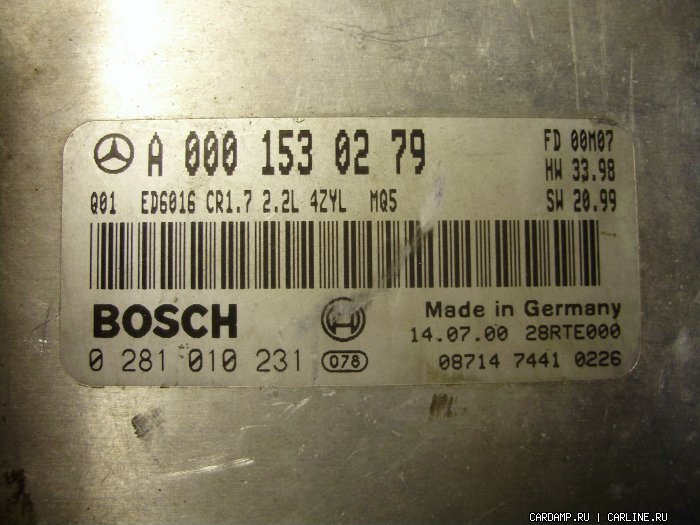 A 000 153 02 79
FD 00M07
HW 33.98
Q01 ED6016 CR1.7 2.2L 4ZYL MQ5
SW 20.99
BOSCH
Made in Germany
14.07.00 28RTE000
0 281 010 231 078
08714 7441 0226
CARDAMP.RU | CARLINE.RU